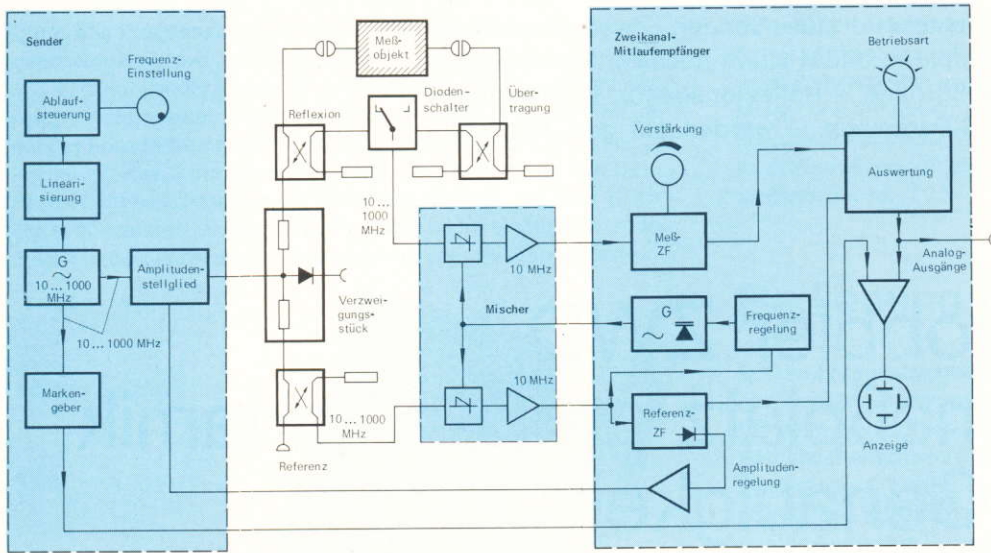 Sender
Frequenz-
Einstellung
Ablauf-
steuerung
Lineari-
sierung
G
~
10 ... 1000
MHz
Amplituden-
stellglied
10 ... 1000 MHz
Marken-
geber
Meß-
objekt
Reflexion
Dioden-
schalter
Über-
tragung
10 ...
1000
MHz
Verzwei-
gungs-
stück
10 ... 1000
MHz
Referenz
10 MHz
Mischer
10 MHz
Zweikanal-
Mitlaufempfänger
Betriebsart
Verstärkung
Auswertung
Meß-
ZF
Analog-
Ausgänge
G
~
Frequenz-
regelung
Referenz-
ZF
Amplituden-
regelung
Anzeige